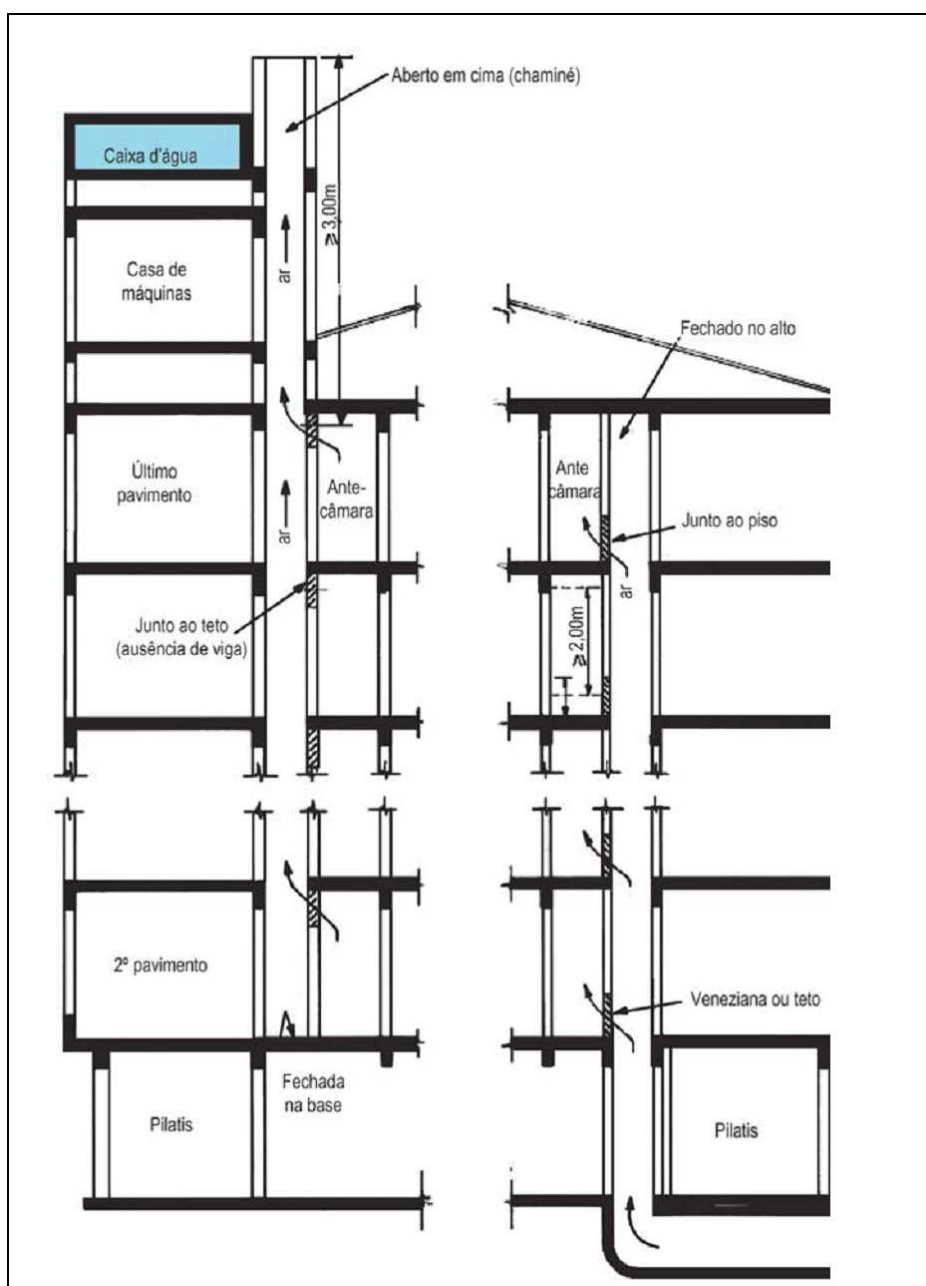 Aberto em cima (chaminé)
Caixa d'água
≥ 3,00m
ar
Casa de
máquinas
Fechado no alto
Último
pavimento
ar
Ante-
câmara
Ante
câmara
Junto ao piso
ar
Junto ao teto
(ausência de viga)
≥ 2,00m
2º pavimento
Veneziana ou teto
Fechada
na base
Pilatis
Pilatis